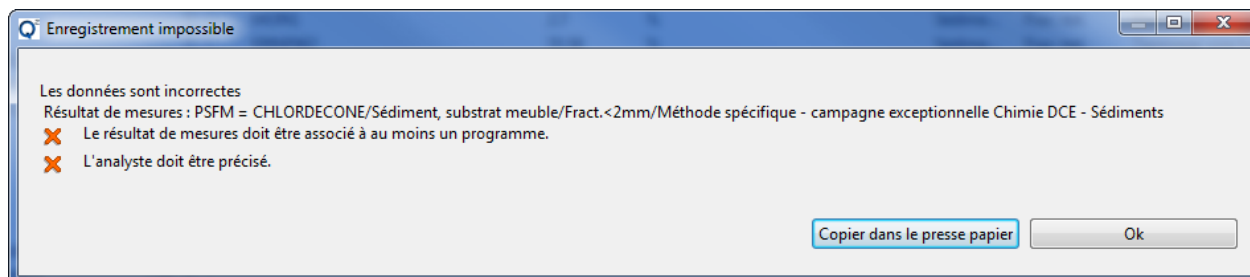 Enregistrement impossible
Les données sont incorrectes
Résultat de mesures : PSFM = CHLORDECONE/Sédiment, substrat meuble/Fract.<2mm/Méthode spécifique - campagne exceptionnelle Chimie DCE - Sédiments
Le résultat de mesures doit être associé à au moins un programme.
L'analyste doit être précisé.
Copier dans le presse papier
Ok